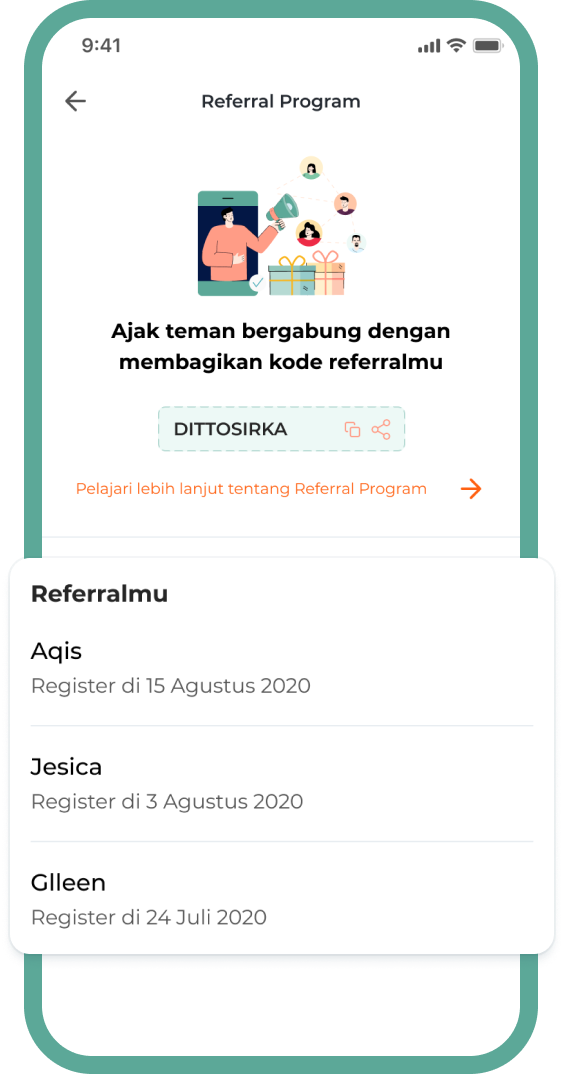 9:41
Referral Program
Ajak teman bergabung dengan
membagikan kode referralmu
DITTOSIRKA
Pelajari lebih lanjut tentang Referral Program
Referralmu
Aqis
Register di 15 Agustus 2020
Jesica
Register di 3 Agustus 2020
Glleen
Register di 24 Juli 2020